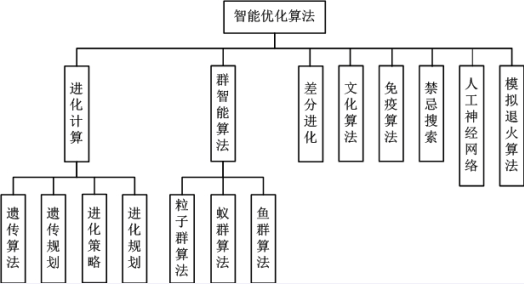 智能优化算法
进化计算
群智能算法
差分进化
文化算法
免疫算法
禁忌搜索
人工神经网络
模拟退火算法
遗传算法
遗传规划
进化策略
进化规划
粒子群算法
蚁群算法
鱼群算法